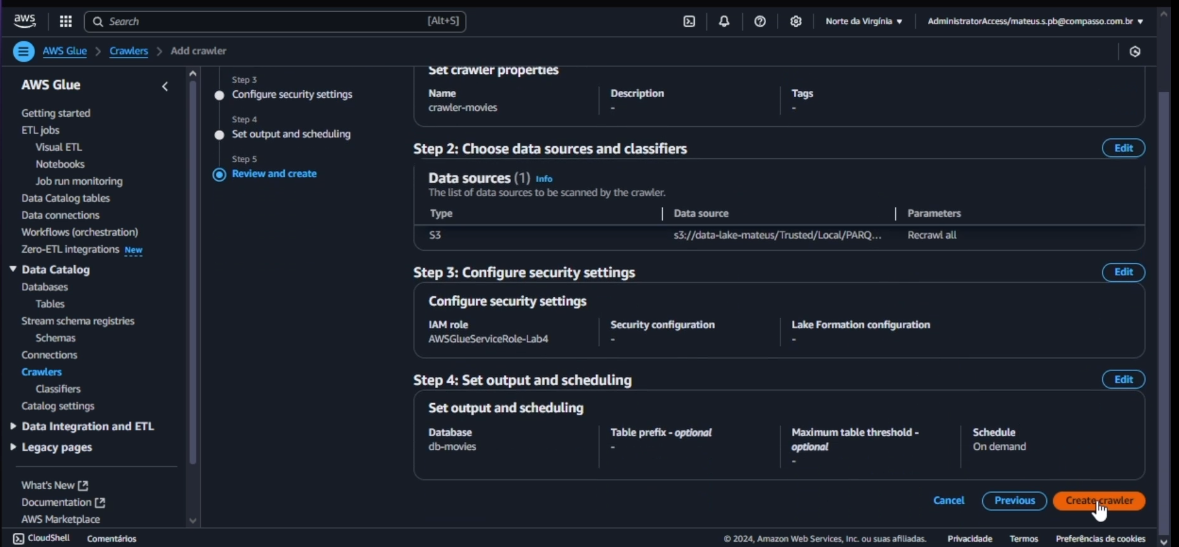 aws
Search
[Alt+S]
Norte da Virgínia
AdministratorAccess/mateus.s.pb@compasso.com.br
AWS Glue > Crawlers > Add crawler
AWS Glue
Getting started
ETL jobs
Visual ETL
Notebooks
Job run monitoring
Data Catalog tables
Data connections
Workflows (orchestration)
Zero-ETL integrations New
Data Catalog
Databases
Tables
Stream schema registries
Schemas
Connections
Crawlers
Classifiers
Catalog settings
Data Integration and ETL
Legacy pages
What's New
Documentation
AWS Marketplace
Step 3
Configure security settings
Step 4
Set output and scheduling
Step 5
Review and create
Set crawler properties
Name
crawler-movies
Description
-
Tags
-
Step 2: Choose data sources and classifiers
Edit
Data sources (1) Info
The list of data sources to be scanned by the crawler.
Type
Data source
Parameters
S3
s3://data-lake-mateus/Trusted/Local/PARQ...
Recrawl all
Step 3: Configure security settings
Edit
Configure security settings
IAM role
AWSGlueServiceRole-Lab4
Security configuration
-
Lake Formation configuration
-
Step 4: Set output and scheduling
Edit
Set output and scheduling
Database
db-movies
Table prefix - optional
-
Maximum table threshold -
optional
-
Schedule
On demand
Cancel
Previous
Create crawler
CloudShell
Comentários
© 2024, Amazon Web Services, Inc. ou suas afiliadas.
Privacidade
Termos
Preferências de cookies